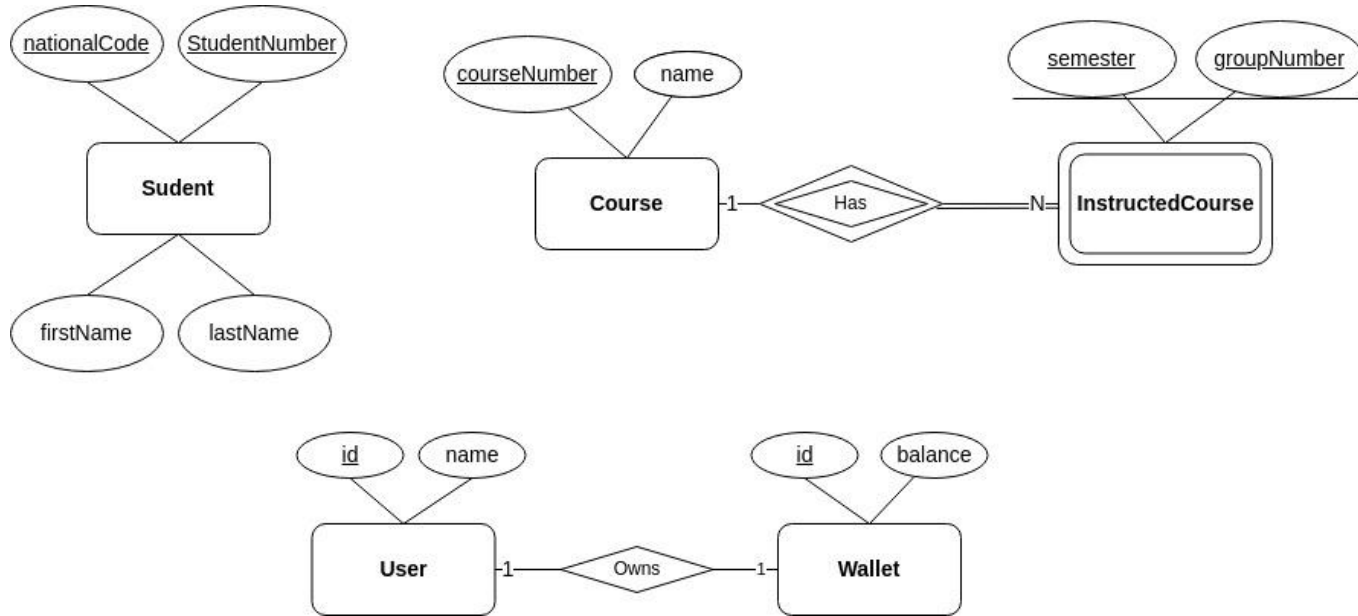 nationalCode
StudentNumber
Sudent
firstName
lastName
courseNumber
name
Course
1
Has
N
semester
groupNumber
InstructedCourse
id
name
User
1
Owns
1
id
balance
Wallet